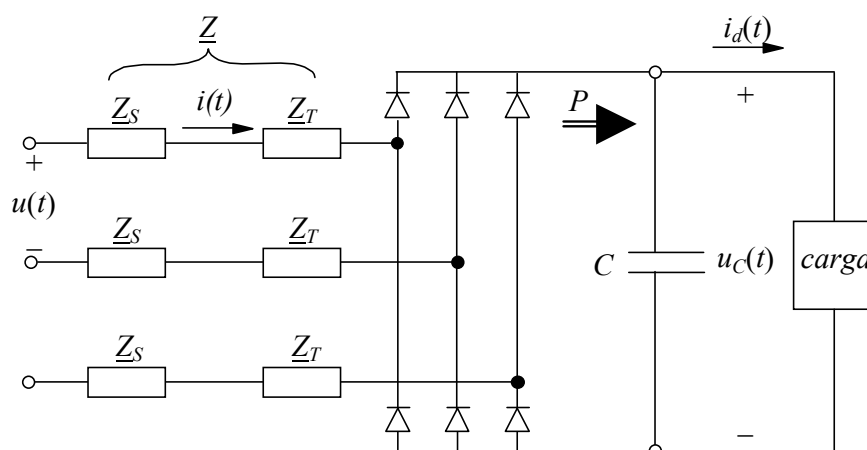 Z
i_d(t)
Z_S i(t) Z_T P
+ +
u(t)
Z_S Z_T
– C u_C(t) carga
Z_S Z_T
–